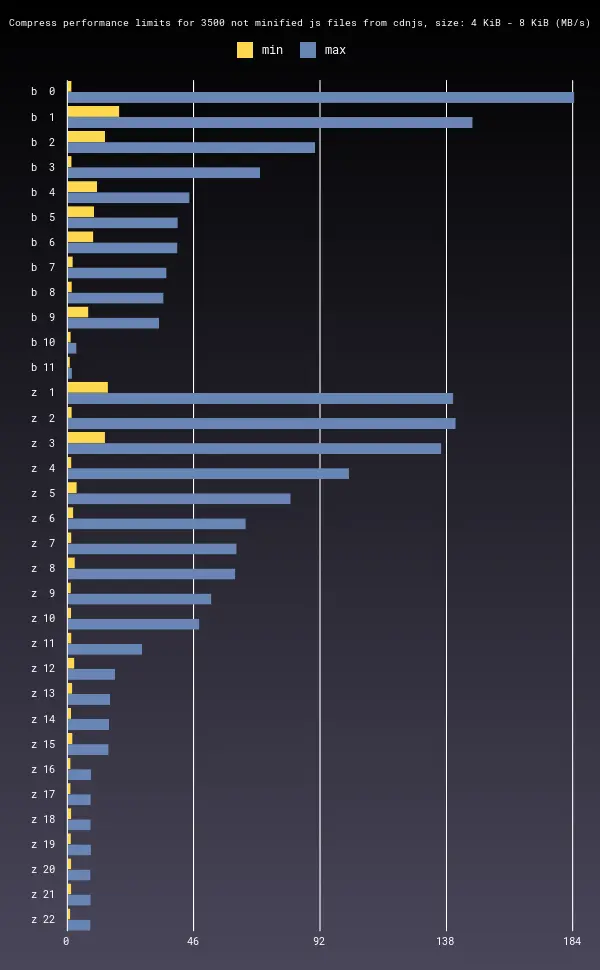 Compress performance limits for 3500 not minified js files from cdnjs, size: 4 KiB - 8 KiB (MB/s)
min max
b 0
b 1
b 2
b 3
b 4
b 5
b 6
b 7
b 8
b 9
b 10
b 11
z 1
z 2
z 3
z 4
z 5
z 6
z 7
z 8
z 9
z 10
z 11
z 12
z 13
z 14
z 15
z 16
z 17
z 18
z 19
z 20
z 21
z 22
0 46 92 138 184